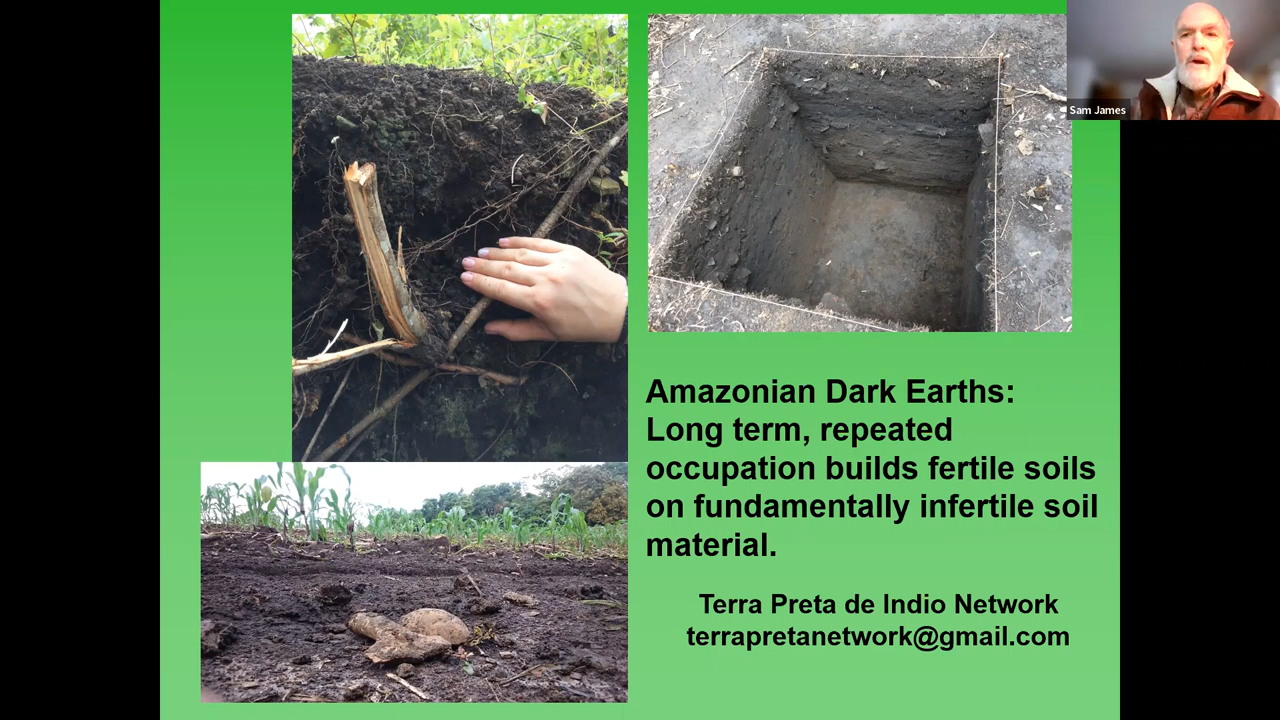 Sam James
Amazonian Dark Earths:
Long term, repeated
occupation builds fertile soils
on fundamentally infertile soil
material.
Terra Preta de Indio Network
terrapretanetwork@gmail.com